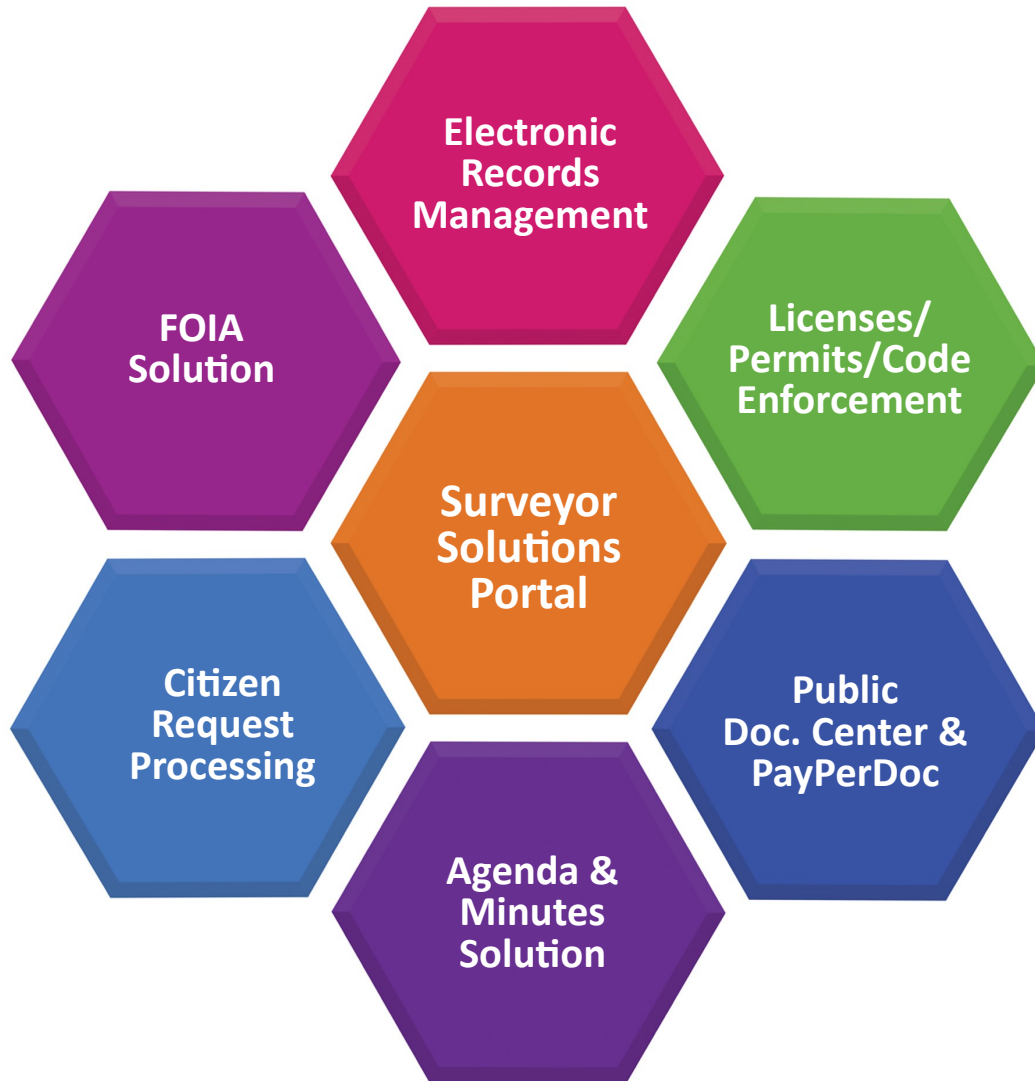 Electronic
Records
Management
FOIA
Solution
Licenses/
Permits/Code
Enforcement
Surveyor
Solutions
Portal
Citizen
Request
Processing
Public
Doc. Center &
PayPerDoc
Agenda &
Minutes
Solution